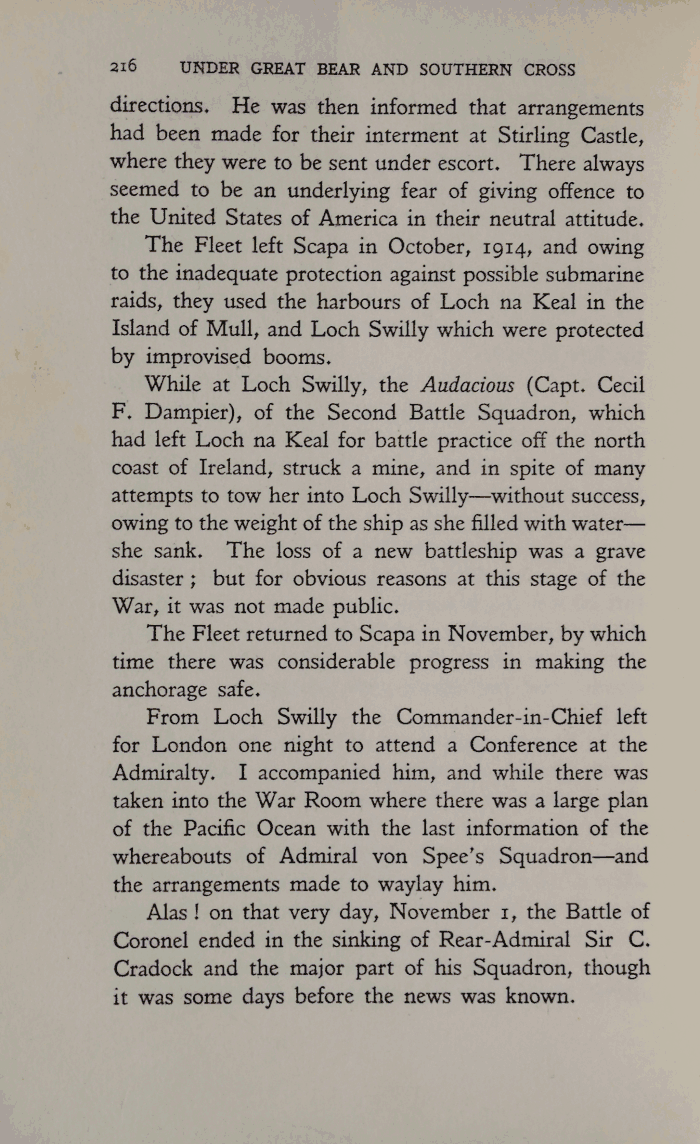 216 UNDER GREAT BEAR AND SOUTHERN CROSS
directions. He was then informed that arrangements
had been made for their interment at Stirling Castle,
where they were to be sent under escort. There always
seemed to be an underlying fear of giving offence to
the United States of America in their neutral attitude.
The Fleet left Scapa in October, 1914, and owing
to the inadequate protection against possible submarine
raids, they used the harbours of Loch na Keal in the
Island of Mull, and Loch Swilly which were protected
by improvised booms.
While at Loch Swilly, the Audacious (Capt. Cecil
F. Dampier), of the Second Battle Squadron, which
had left Loch na Keal for battle practice off the north
coast of Ireland, struck a mine, and in spite of many
attempts to tow her into Loch Swilly—without success,
owing to the weight of the ship as she filled with water—
she sank. The loss of a new battleship was a grave
disaster ; but for obvious reasons at this stage of the
War, it was not made public.
The Fleet returned to Scapa in November, by which
time there was considerable progress in making the
anchorage safe.
From Loch Swilly the Commander-in-Chief left
for London one night to attend a Conference at the
Admiralty. I accompanied him, and while there was
taken into the War Room where there was a large plan
of the Pacific Ocean with the last information of the
whereabouts of Admiral von Spee's Squadron—and
the arrangements made to waylay him.
Alas ! on that very day, November 1, the Battle of
Coronel ended in the sinking of Rear-Admiral Sir C.
Cradock and the major part of his Squadron, though
it was some days before the news was known.